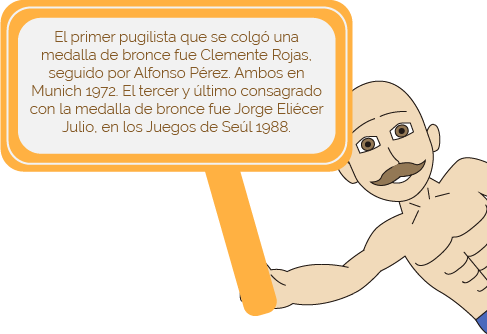 El primer pugilista que se colgó una
medalla de bronce fue Clemente Rojas,
seguido por Alfonso Pérez. Ambos en
Munich 1972. El tercer y último consagrado
con la medalla de bronce fue Jorge Eliécer
Julio, en los Juegos de Seúl 1988.